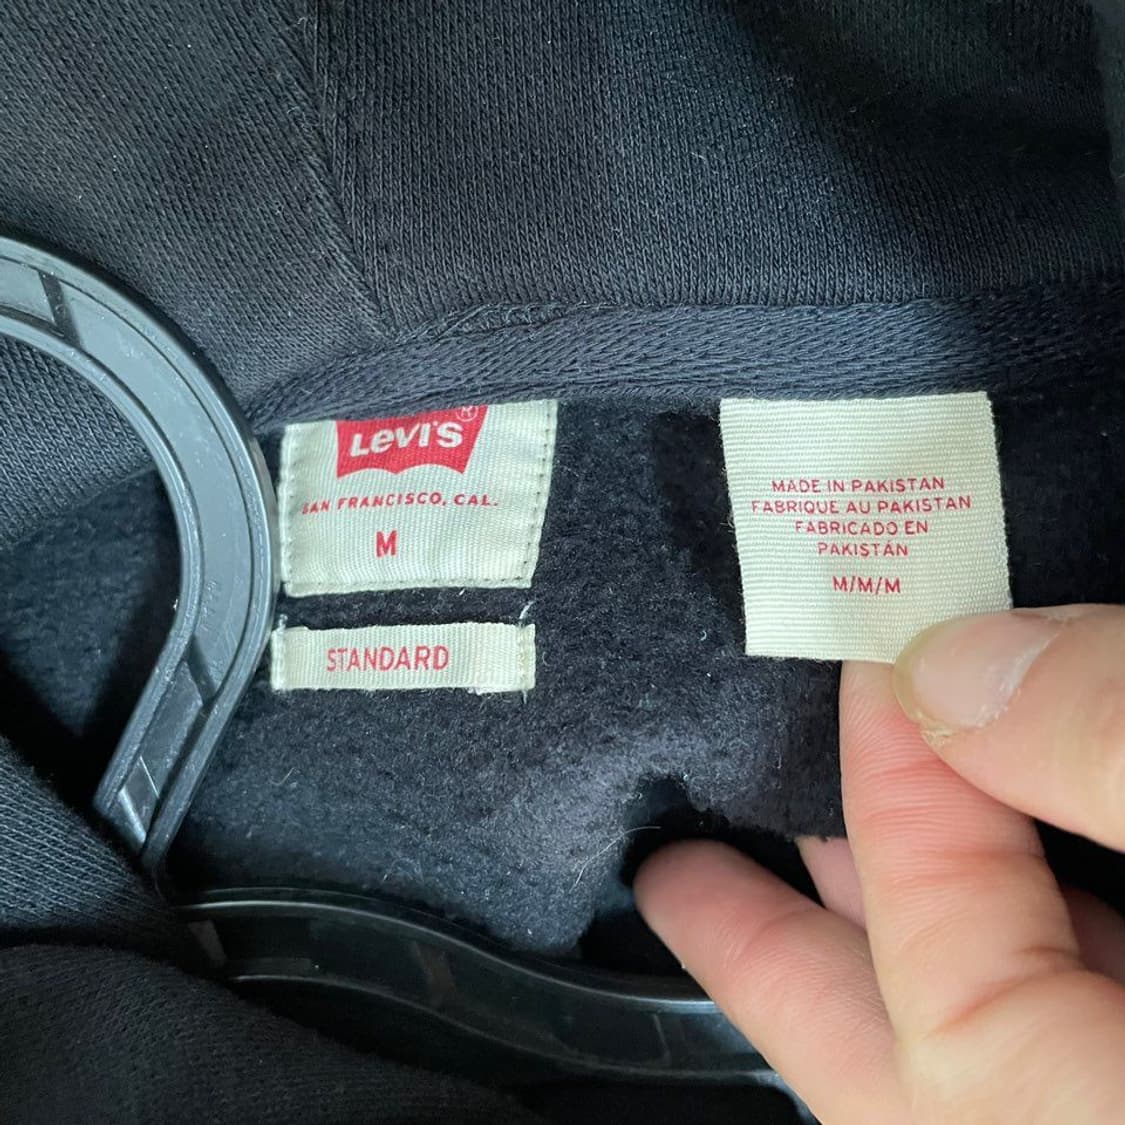 LEVI'S ®
SAN FRANCISCO, CAL.
M
STANDARD
MADE IN PAKISTAN
FABRIQUE AU PAKISTAN
FABRICADO EN
PAKISTÁN
M/M/M